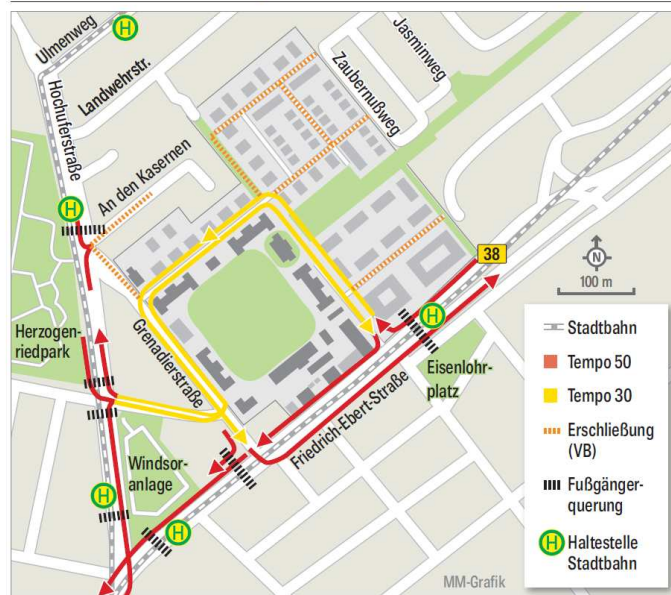 Ulmenweg
H
Hochuferstraße
Landwehrstr.
Jasminweg
Zaubernußweg
An den Kasernen
H
38
N
100 m
H
Herzogen-
riedpark
Grenadierstraße
Eisenlohr-
platz
Friedrich-Ebert-Straße
Windsor-
anlage
H
H
Stadtbahn
Tempo 50
Tempo 30
Erschließung
(VB)
Fußgänger-
querung
H
Haltestelle
Stadtbahn
MM-Grafik